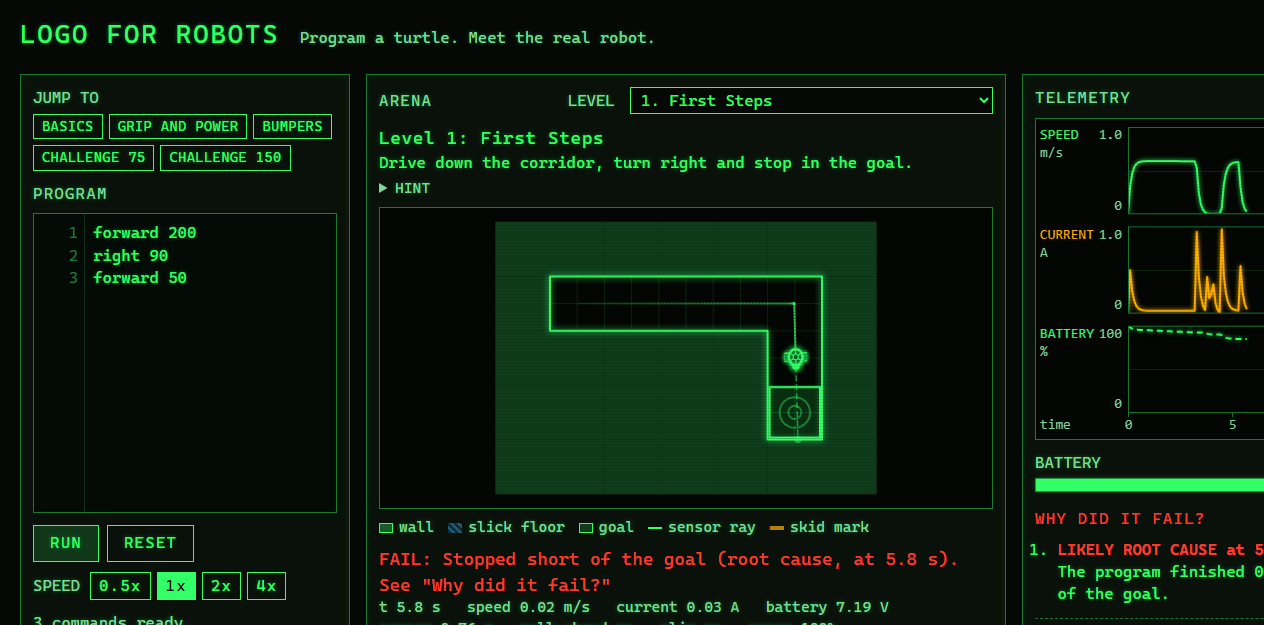 LOGO FOR ROBOTS Program a turtle. Meet the real robot.
JUMP TO
BASICS GRIP AND POWER BUMPERS
CHALLENGE 75 CHALLENGE 150
PROGRAM
1 forward 200
2 right 90
3 forward 50
RUN RESET
SPEED 0.5x 1x 2x 4x
3 commands ready
ARENA LEVEL 1. First Steps
Level 1: First Steps
Drive down the corridor, turn right and stop in the goal.
HINT
wall slick floor goal sensor ray skid mark
FAIL: Stopped short of the goal (root cause, at 5.8 s).
See "Why did it fail?"
t 5.8 s speed 0.02 m/s current 0.03 A battery 7.19 V
TELEMETRY
SPEED 1.0
m/s
0
CURRENT 1.0
A
0
BATTERY 100
%
0
time 0 5
BATTERY
WHY DID IT FAIL?
1. LIKELY ROOT CAUSE at 5
The program finished 0
of the goal.